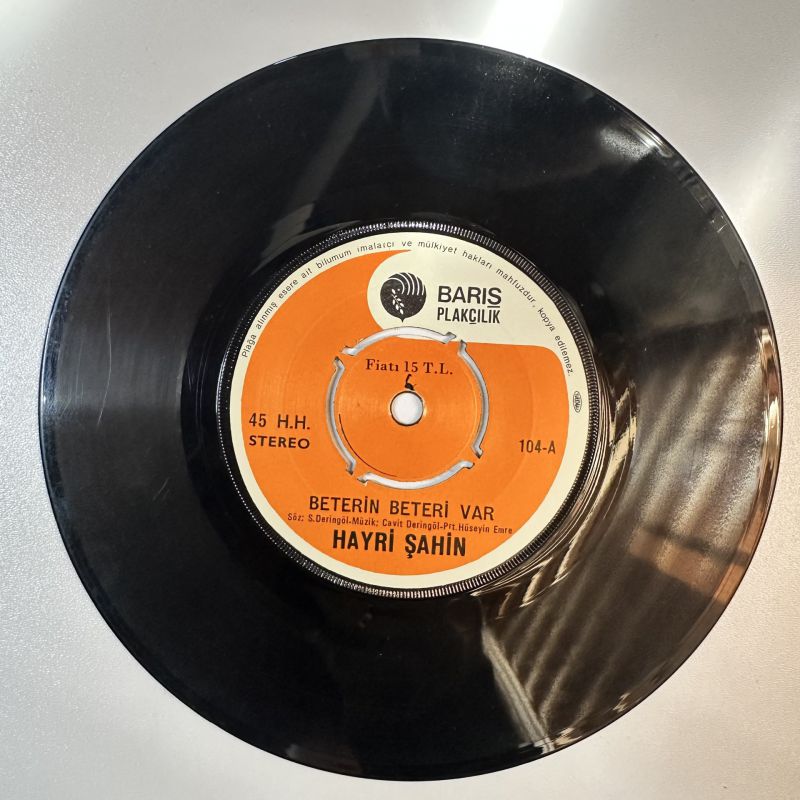 Plağa alınmış esere ait bilumum imalatçı ve mülkiyet hakları mahfuzdur, kopya edilemez.
BARIŞ
PLAKÇILIK
Fiatı 15 T.L.
45 H.H.
STEREO
104-A
BETERİN BETERİ VAR
Söz; S.Deringöl-Müzik; Cavit Deringöl-Prt.Hüseyin Emre
HAYRİ ŞAHİN